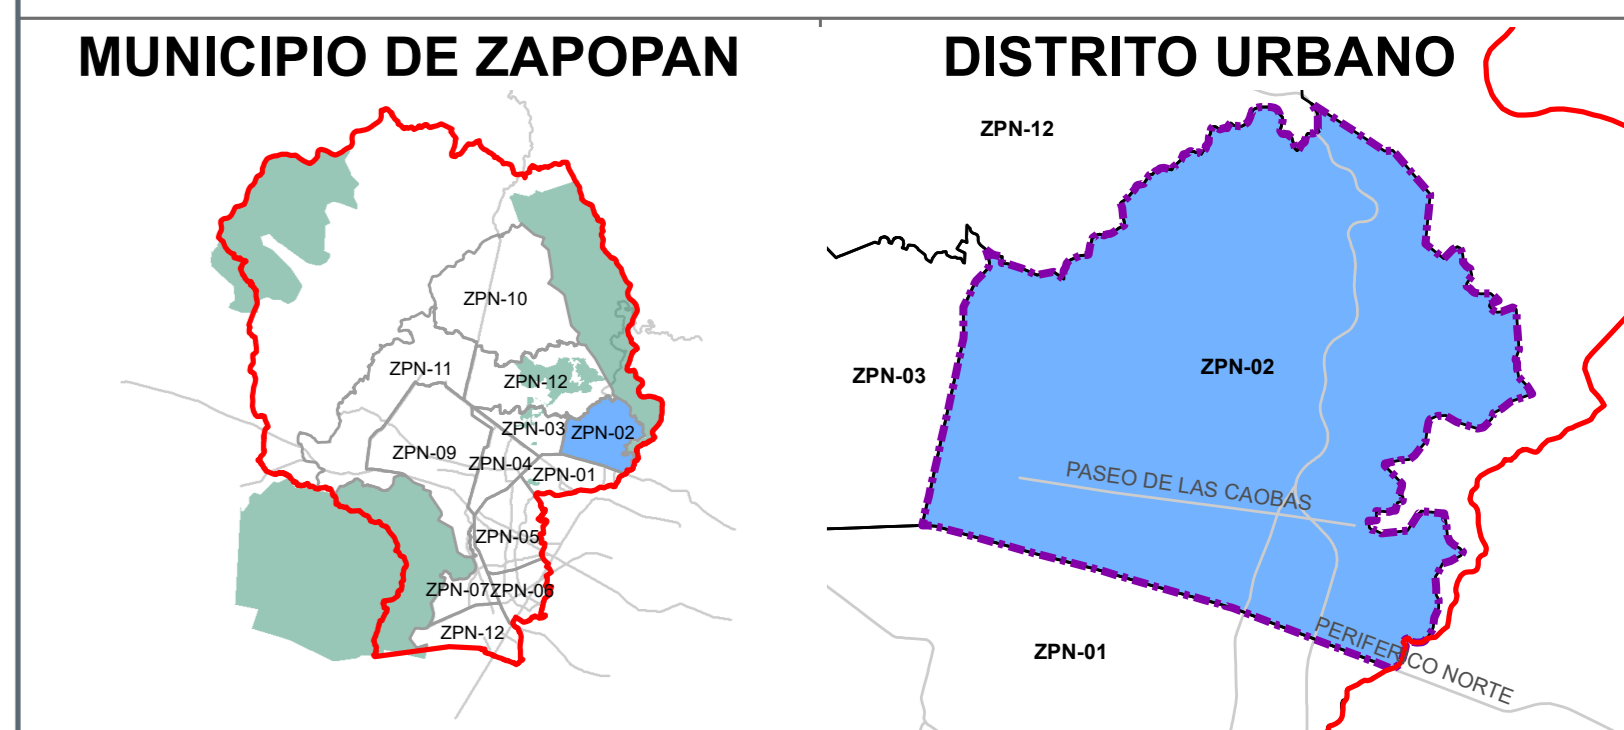 MUNICIPIO DE ZAPOPAN
ZPN-10
ZPN-11
ZPN-12
ZPN-03
ZPN-02
ZPN-09
ZPN-04
ZPN-01
ZPN-05
ZPN-07
ZPN-06
ZPN-12
DISTRITO URBANO
ZPN-12
ZPN-03
ZPN-02
PASEO DE LAS CAOBAS
ZPN-01
PERIFERICO NORTE